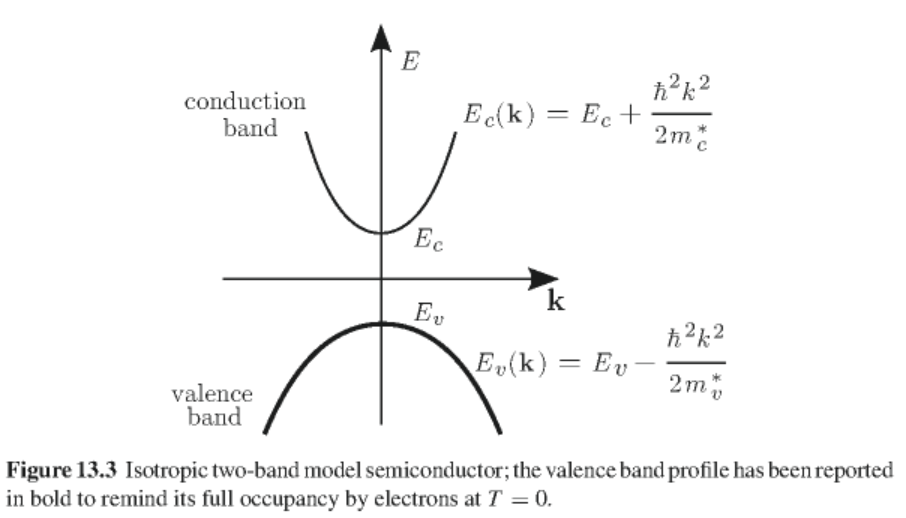 E
conduction
band
E_c(k) = E_c + ħ²k² / 2m*_c
E_c
k
E_v
E_v(k) = E_v − ħ²k² / 2m*_v
valence
band
Figure 13.3 Isotropic two-band model semiconductor; the valence band profile has been reported
in bold to remind its full occupancy by electrons at T = 0.